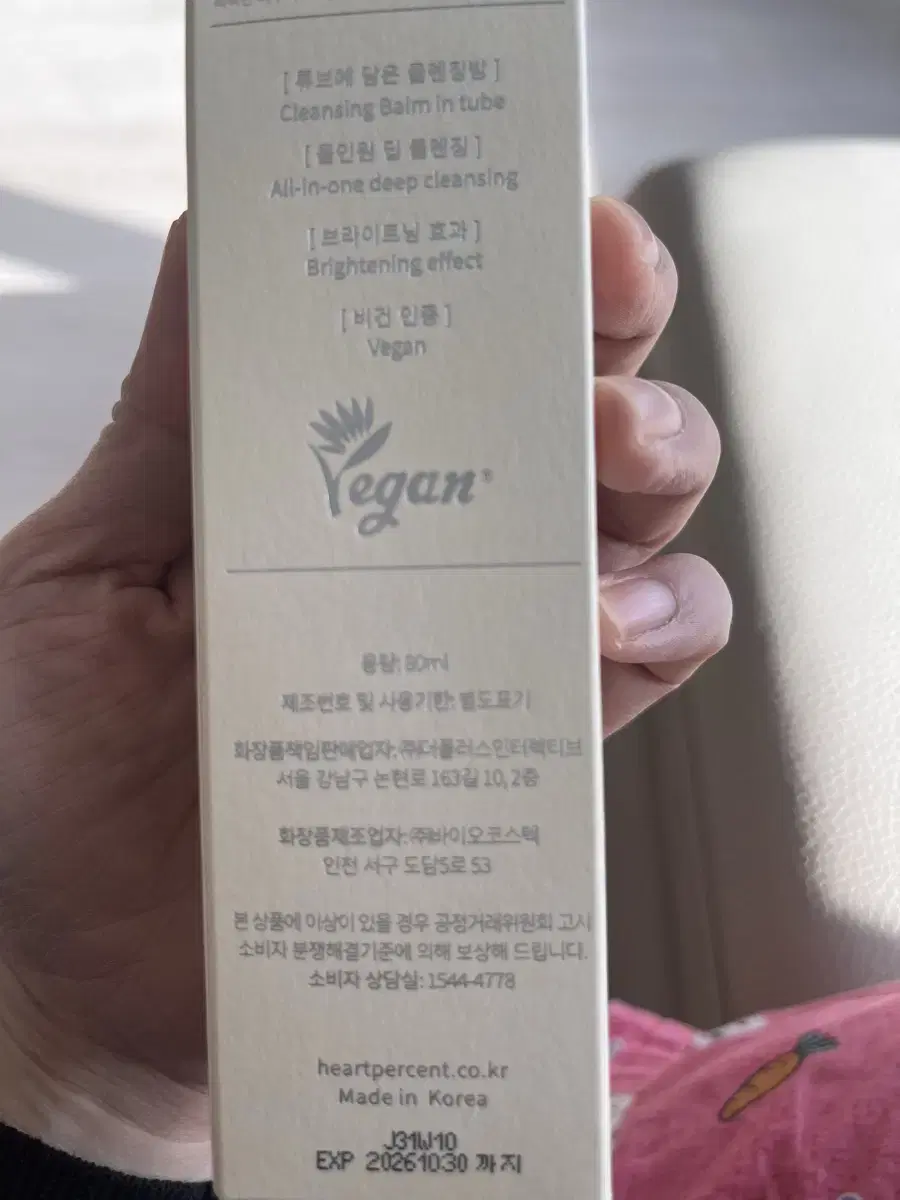 [ 튜브에 담은 클렌징밤 ]
Cleansing Balm in tube
[ 올인원 딥 클렌징 ]
All-in-one deep cleansing
[ 브라이트닝 효과 ]
Brightening effect
[ 비건 인증 ]
Vegan
Vegan®
용량: 80ml
제조번호 및 사용기한: 별도표기
화장품책임판매업자: ㈜더플러스인터렉티브
서울 강남구 논현로 163길 10, 2층
화장품제조업자: ㈜바이오코스텍
인천 서구 도담5로 53
본 상품에 이상이 있을 경우 공정거래위원회 고시
소비자 분쟁해결기준에 의해 보상해 드립니다.
소비자 상담실: 1544-4778
heartpercent.co.kr
Made in Korea
J31W10
EXP 20261030 까지